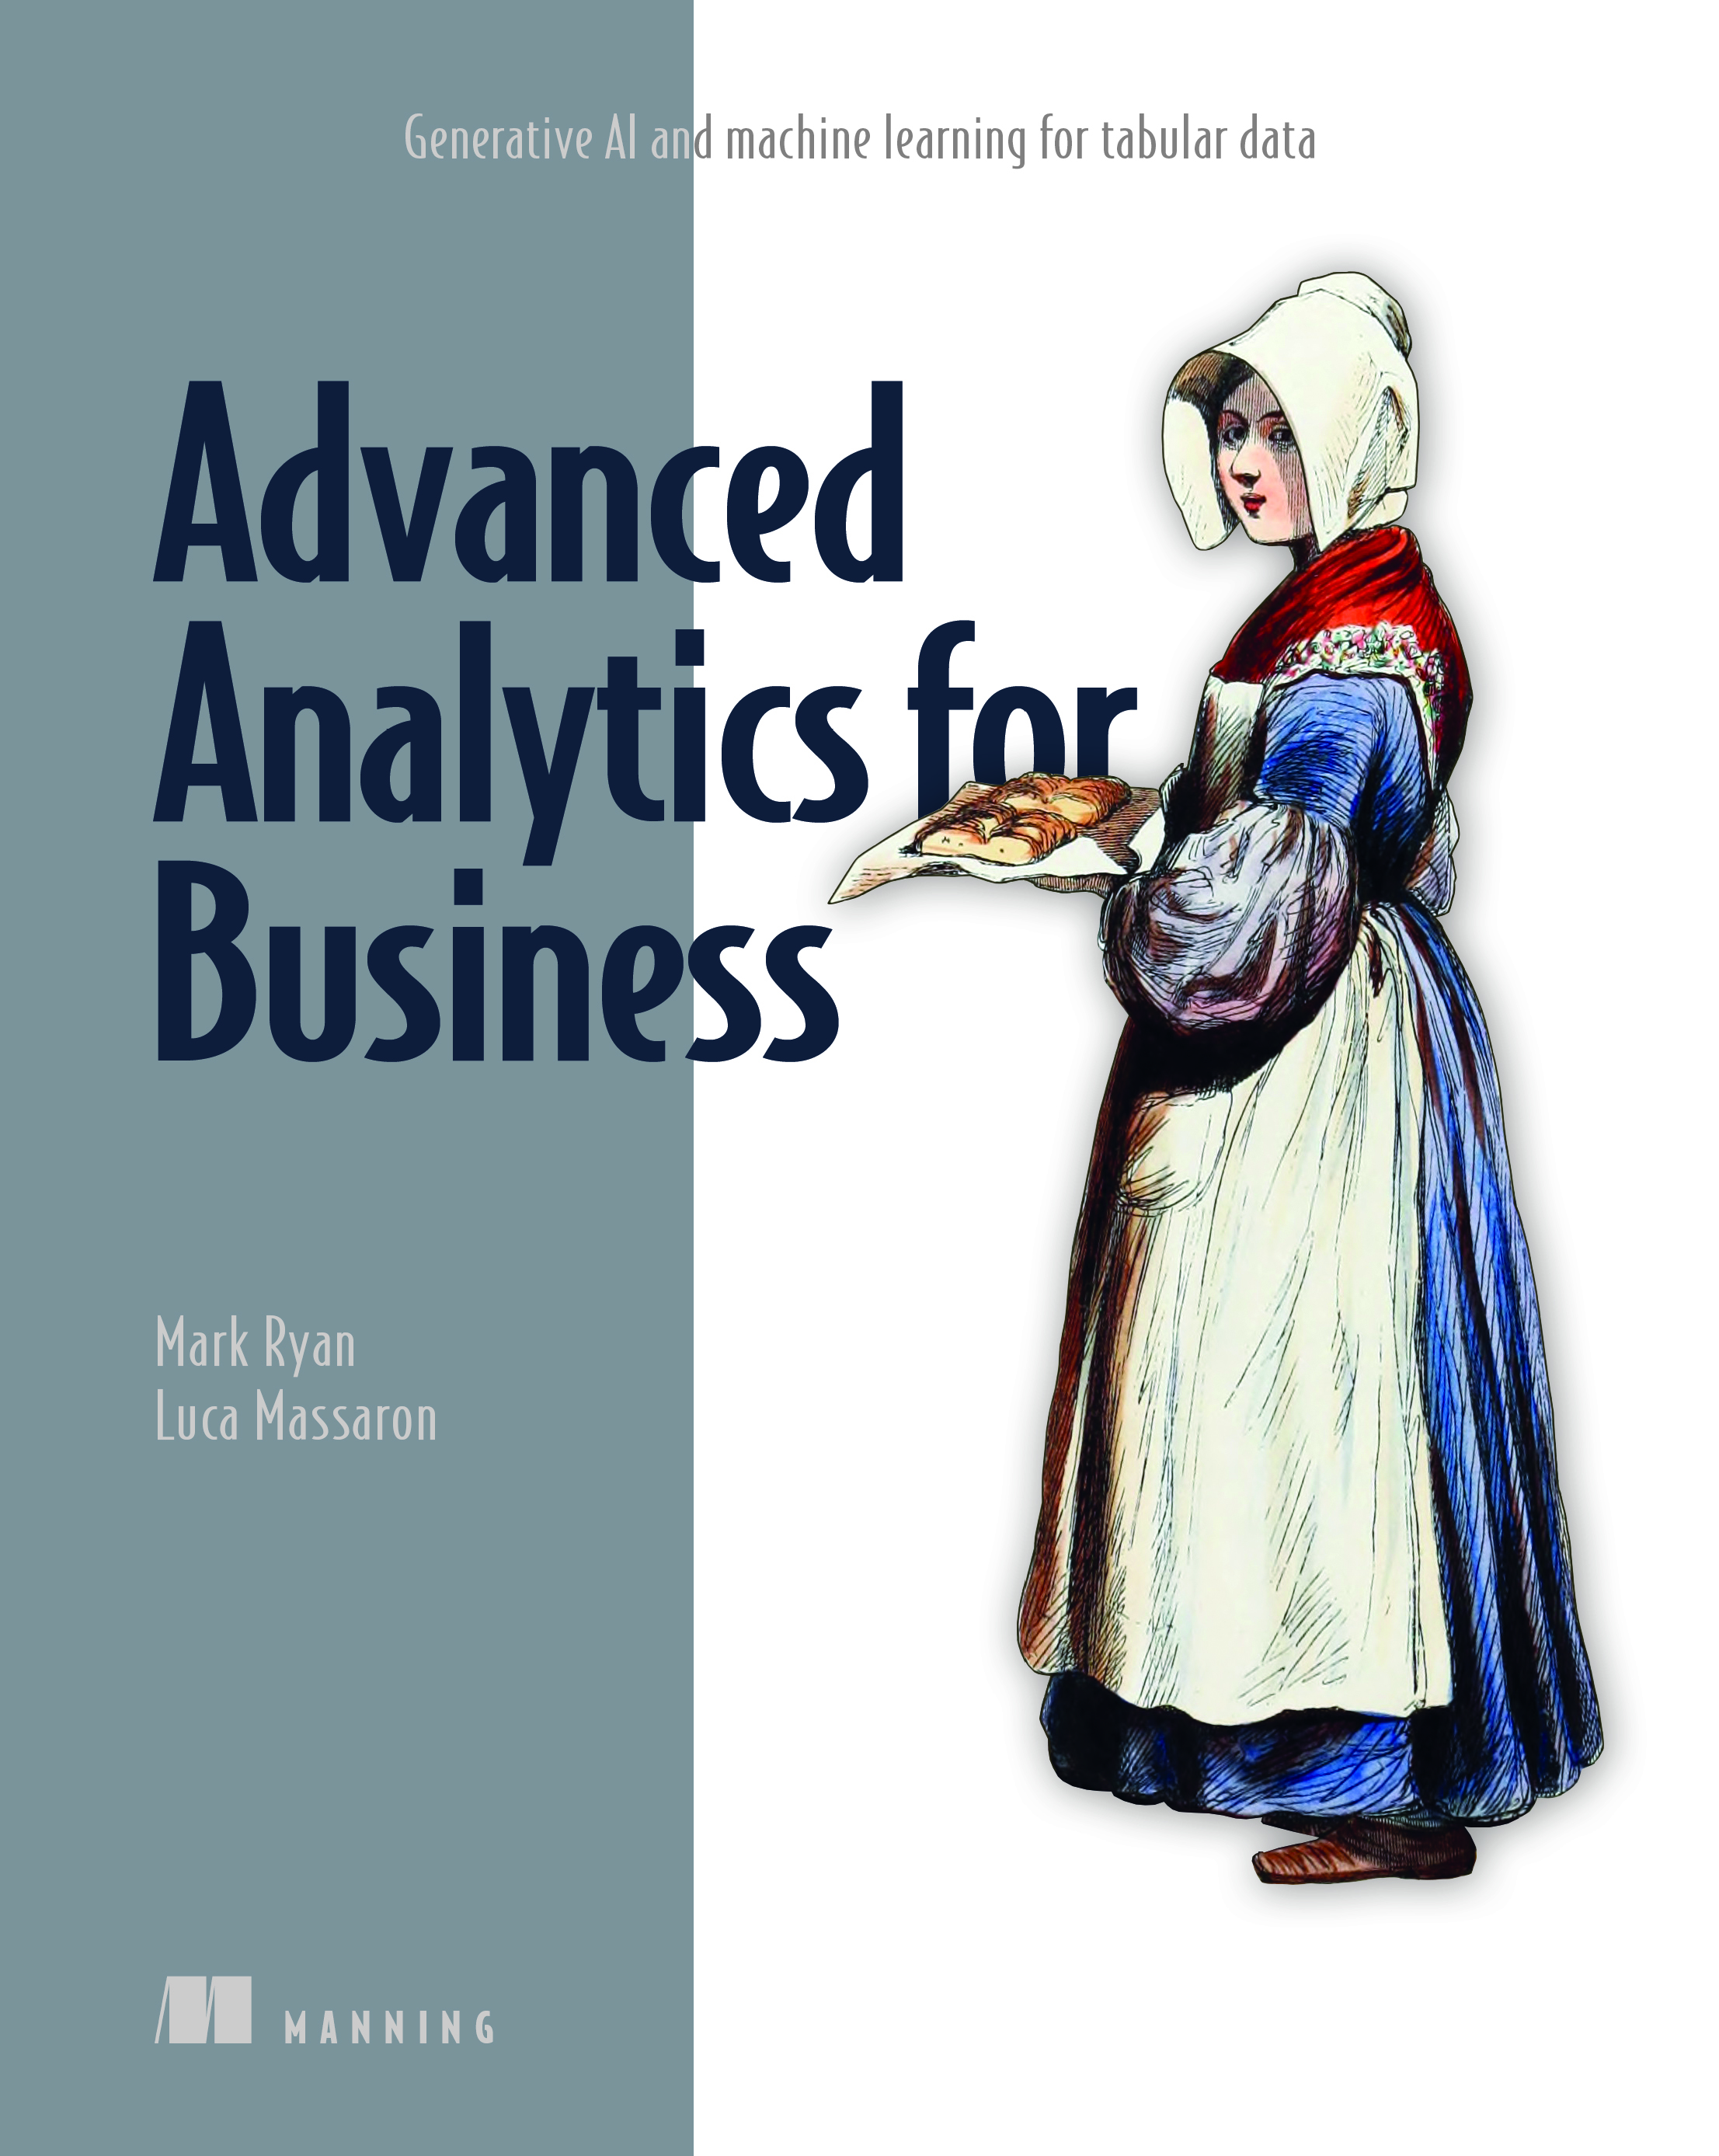 Generative AI and machine learning for tabular data
Advanced
Analytics for
Business
Mark Ryan
Luca Massaron
MANNING